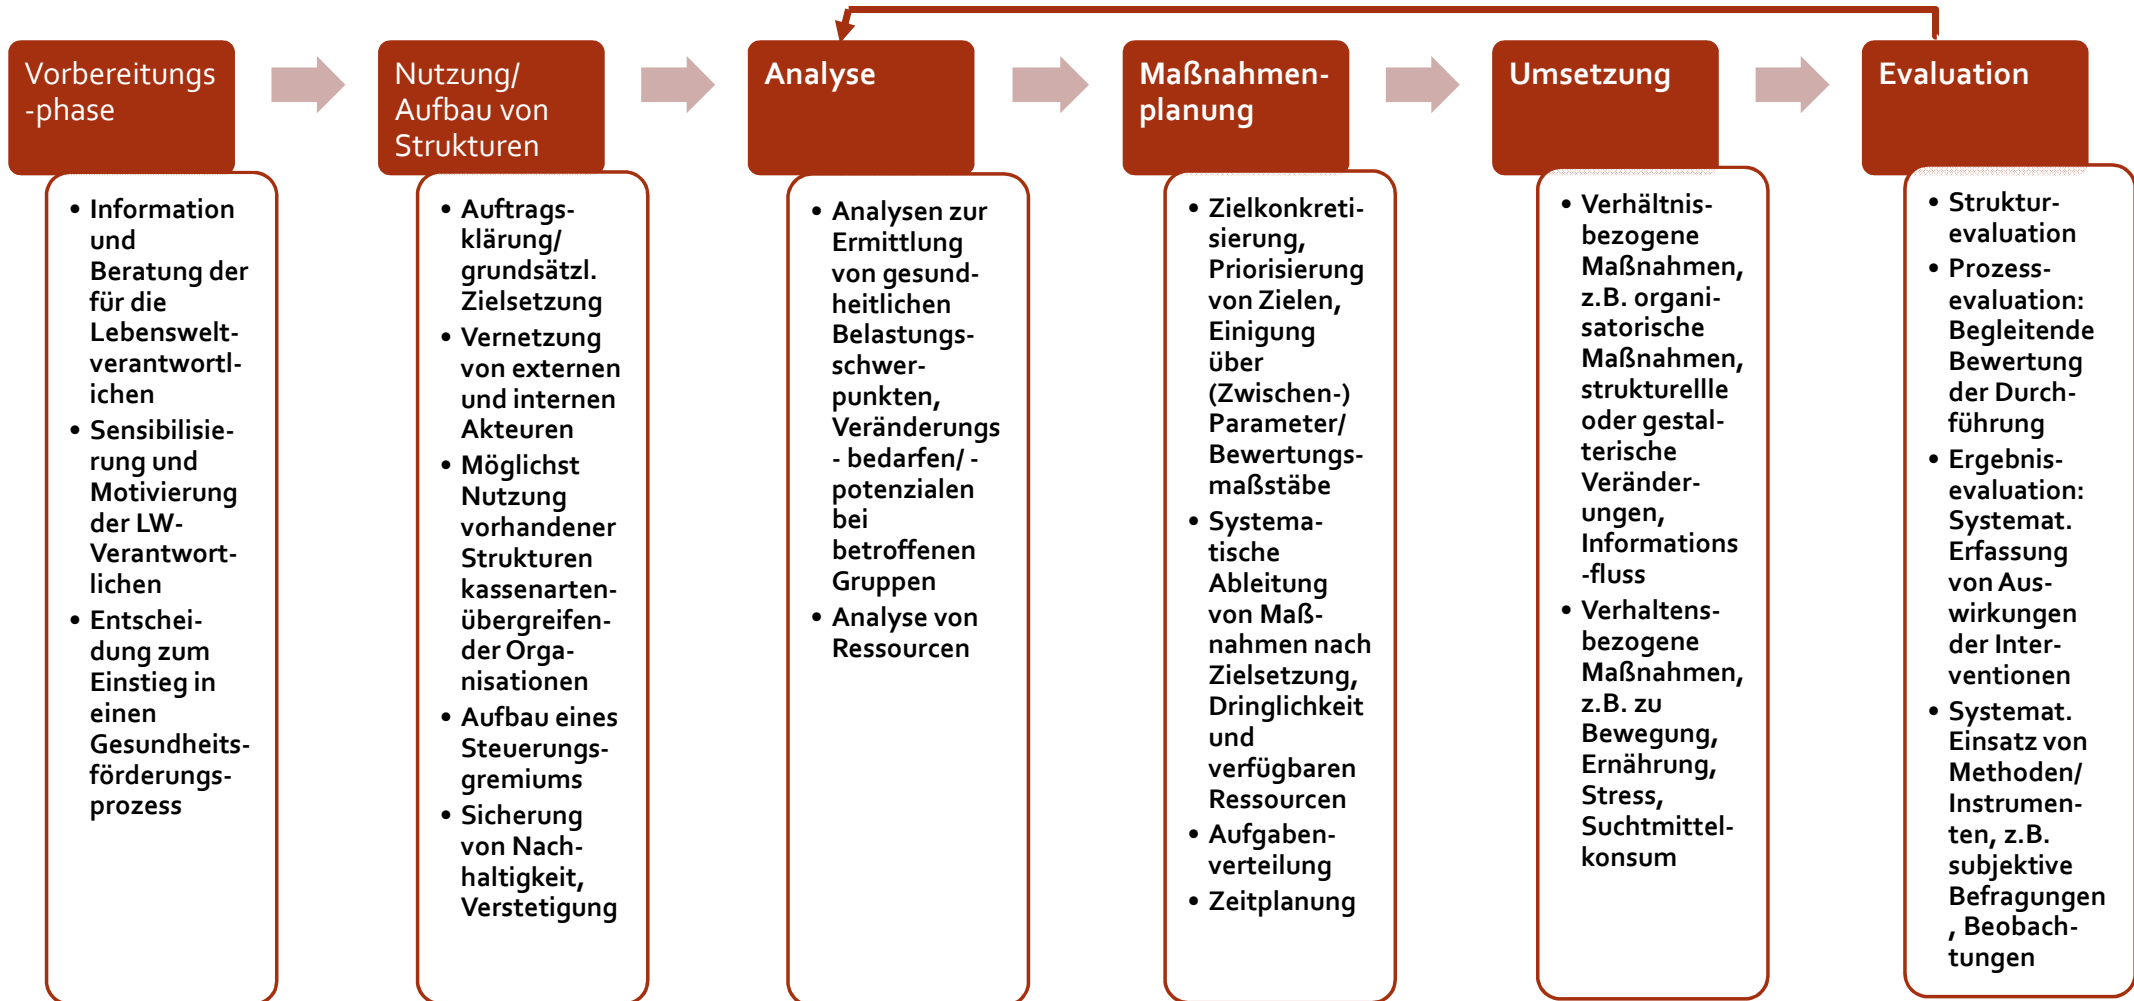 Vorbereitungs
-phase
• Information
und
Beratung der
für die
Lebenswelt-
verantwortl-
ichen
• Sensibilisie-
rung und
Motivierung
der LW-
Verantwort-
lichen
• Entschei-
dung zum
Einstieg in
einen
Gesundheits-
förderungs-
prozess
Nutzung/
Aufbau von
Strukturen
• Auftrags-
klärung/
grundsätzl.
Zielsetzung
• Vernetzung
von externen
und internen
Akteuren
• Möglichst
Nutzung
vorhandener
Strukturen
kassenarten-
übergreifen-
der Orga-
nisationen
• Aufbau eines
Steuerungs-
gremiums
• Sicherung
von Nach-
haltigkeit,
Verstetigung
Analyse
• Analysen zur
Ermittlung
von gesund-
heitlichen
Belastungs-
schwer-
punkten,
Veränderungs
- bedarfen/ -
potenzialen
bei
betroffenen
Gruppen
• Analyse von
Ressourcen
Maßnahmen-
planung
• Zielkonkreti-
sierung,
Priorisierung
von Zielen,
Einigung
über
(Zwischen-)
Parameter/
Bewertungs-
maßstäbe
• Systema-
tische
Ableitung
von Maß-
nahmen nach
Zielsetzung,
Dringlichkeit
und
verfügbaren
Ressourcen
• Aufgaben-
verteilung
• Zeitplanung
Umsetzung
• Verhältnis-
bezogene
Maßnahmen,
z.B. organi-
satorische
Maßnahmen,
strukturellle
oder gestal-
terische
Veränder-
ungen,
Informations
-fluss
• Verhaltens-
bezogene
Maßnahmen,
z.B. zu
Bewegung,
Ernährung,
Stress,
Suchtmittel-
konsum
Evaluation
• Struktur-
evaluation
• Prozess-
evaluation:
Begleitende
Bewertung
der Durch-
führung
• Ergebnis-
evaluation:
Systemat.
Erfassung
von Aus-
wirkungen
der Inter-
ventionen
• Systemat.
Einsatz von
Methoden/
Instrumen-
ten, z.B.
subjektive
Befragungen
, Beobach-
tungen